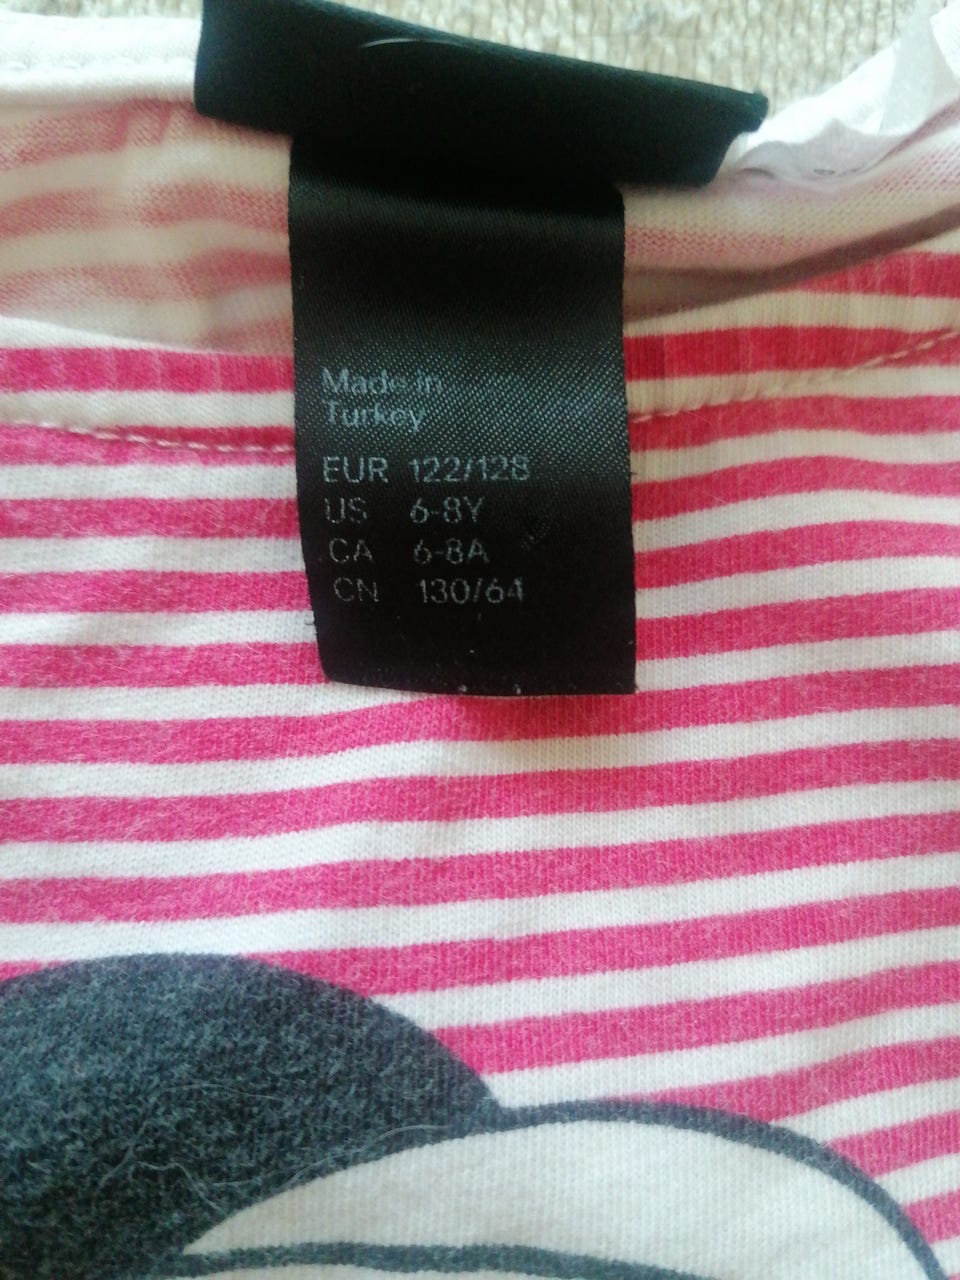 Made in
Turkey
EUR 122/128
US 6-8Y
CA 6-8A
CN 130/64